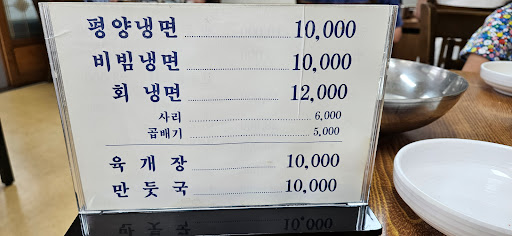 평양냉면 10,000
비빔냉면 10,000
회 냉면 12,000
사리 6,000
곱배기 5,000
육 개 장 10,000
만 둣 국 10,000